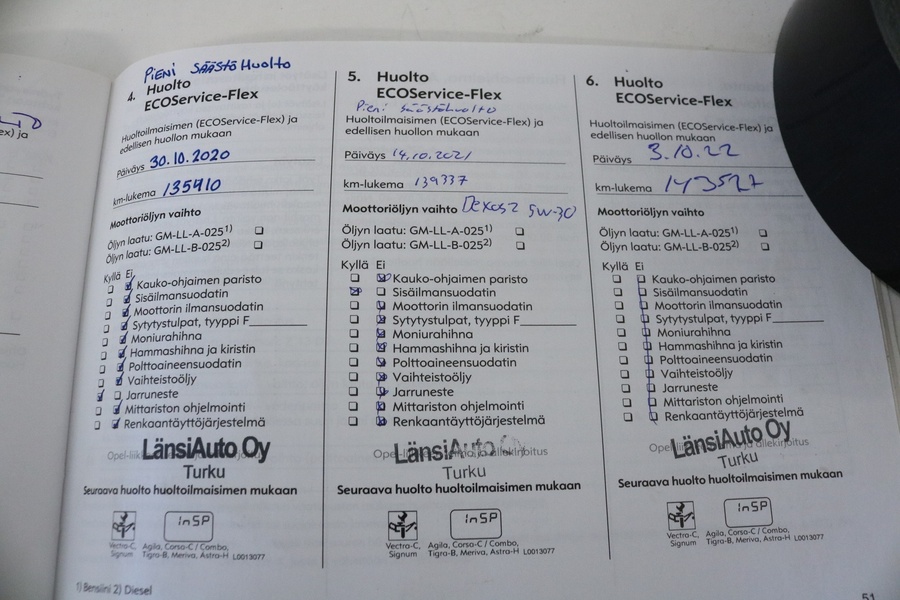 ex) ja
PIENI SÄÄSTÖ Huolto
4. Huolto
ECOService-Flex
Huoltoilmaisimen (ECOService-Flex) ja
edellisen huollon mukaan
Päiväys 30.10.2020
km-lukema 135910
Moottoriöljyn vaihto
Öljyn laatu: GM-LL-A-025¹⁾
Öljyn laatu: GM-LL-B-025²⁾
Kyllä Ei
Kauko-ohjaimen paristo
Sisäilmansuodatin
Moottorin ilmansuodatin
Sytytystulpat, tyyppi F
Moniurahihna
Hammashihna ja kiristin
Polttoaineensuodatin
Vaihteistoöljy
Jarruneste
Mittariston ohjelmointi
Renkaantäyttöjärjestelmä
LänsiAuto Oy
Turku
Seuraava huolto huoltoilmaisimen mukaan
InSP
Vectra-C, Agila, Corsa-C / Combo,
Signum Tigra-B, Meriva, Astra-H L0013077
1) Bensiini 2) Diesel
5. Huolto
ECOService-Flex
Pieni säästöhuolto
Huoltoilmaisimen (ECOService-Flex) ja
edellisen huollon mukaan
Päiväys 14.10.2021
km-lukema 139337
Moottoriöljyn vaihto Dexos2 5W-30
Öljyn laatu: GM-LL-A-025¹⁾
Öljyn laatu: GM-LL-B-025²⁾
Kyllä Ei
Kauko-ohjaimen paristo
Sisäilmansuodatin
Moottorin ilmansuodatin
Sytytystulpat, tyyppi F
Moniurahihna
Hammashihna ja kiristin
Polttoaineensuodatin
Vaihteistoöljy
Jarruneste
Mittariston ohjelmointi
Renkaantäyttöjärjestelmä
LänsiAuto Oy
Turku
Seuraava huolto huoltoilmaisimen mukaan
InSP
Vectra-C, Agila, Corsa-C / Combo,
Signum Tigra-B, Meriva, Astra-H L0013077
6. Huolto
ECOService-Flex
Huoltoilmaisimen (ECOService-Flex) ja
edellisen huollon mukaan
Päiväys 3.10.22
km-lukema 143527
Moottoriöljyn vaihto
Öljyn laatu: GM-LL-A-025¹⁾
Öljyn laatu: GM-LL-B-025²⁾
Kyllä Ei
Kauko-ohjaimen paristo
Sisäilmansuodatin
Moottorin ilmansuodatin
Sytytystulpat, tyyppi F
Moniurahihna
Hammashihna ja kiristin
Polttoaineensuodatin
Vaihteistoöljy
Jarruneste
Mittariston ohjelmointi
Renkaantäyttöjärjestelmä
LänsiAuto Oy
Turku
Seuraava huolto huoltoilmaisimen mukaan
InSP
Vectra-C, Agila, Corsa-C / Combo,
Signum Tigra-B, Meriva, Astra-H L0013077
51